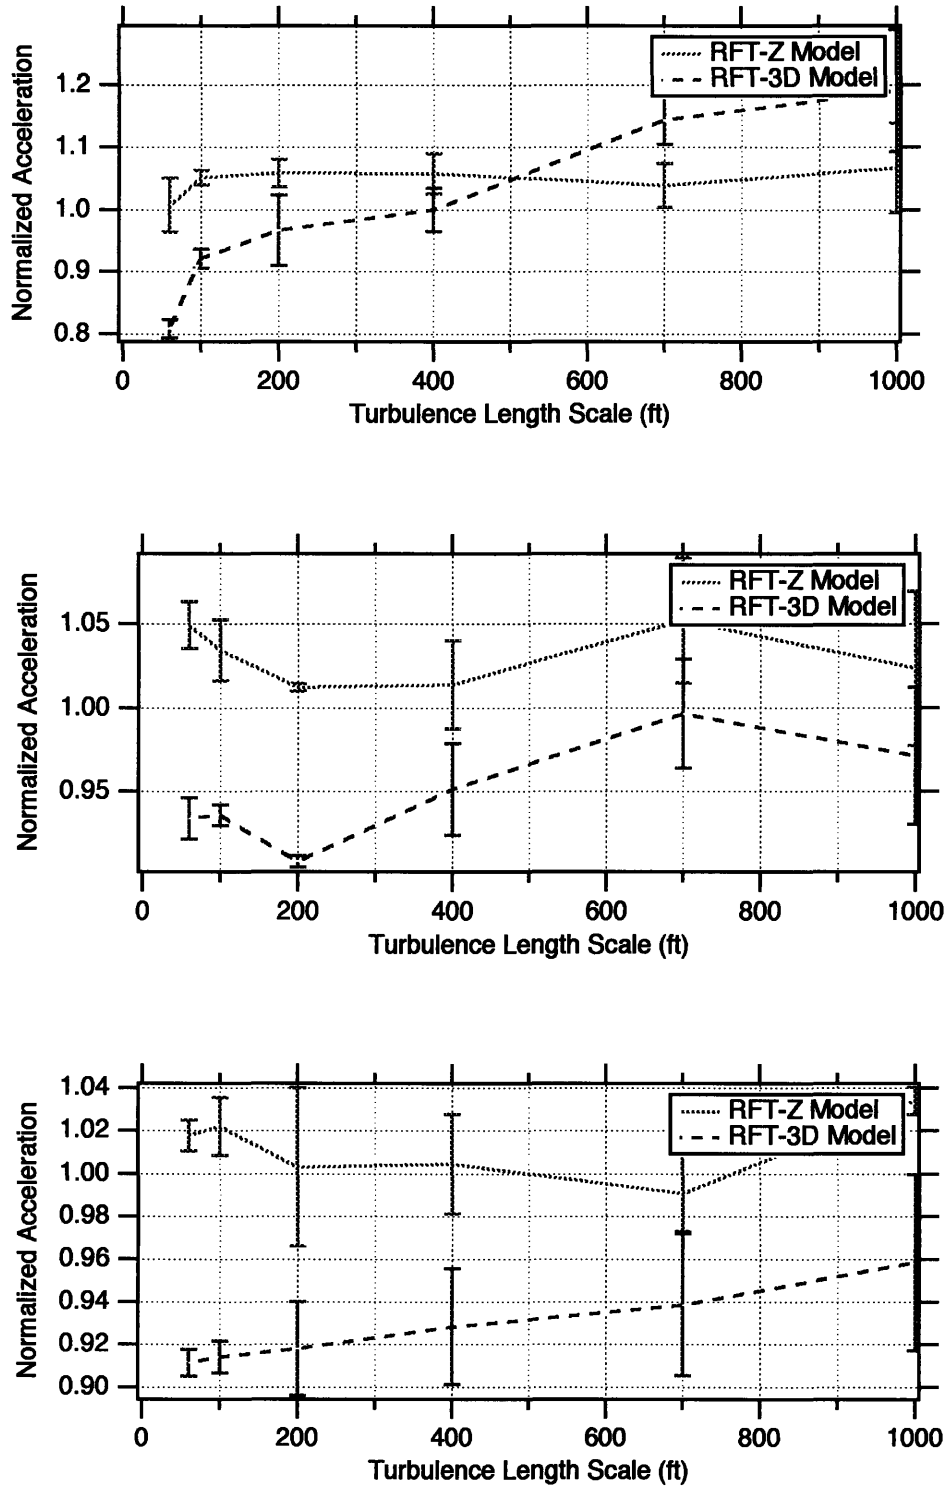 RFT-Z Model
RFT-3D Model
Normalized Acceleration
1.2
1.1
1.0
0.9
0.8
0 200 400 600 800 1000
Turbulence Length Scale (ft)
RFT-Z Model
RFT-3D Model
Normalized Acceleration
1.05
1.00
0.95
0 200 400 600 800 1000
Turbulence Length Scale (ft)
RFT-Z Model
RFT-3D Model
Normalized Acceleration
1.04
1.02
1.00
0.98
0.96
0.94
0.92
0.90
0 200 400 600 800 1000
Turbulence Length Scale (ft)